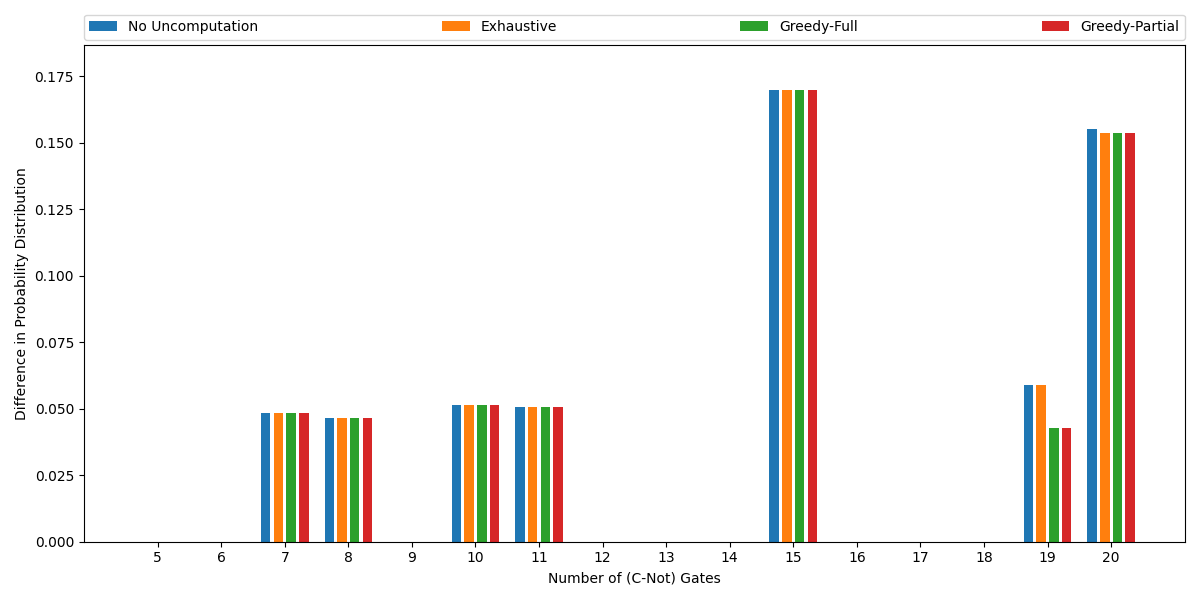 No Uncomputation Exhaustive Greedy-Full Greedy-Partial
Difference in Probability Distribution
0.175
0.150
0.125
0.100
0.075
0.050
0.025
0.000
5 6 7 8 9 10 11 12 13 14 15 16 17 18 19 20
Number of (C-Not) Gates